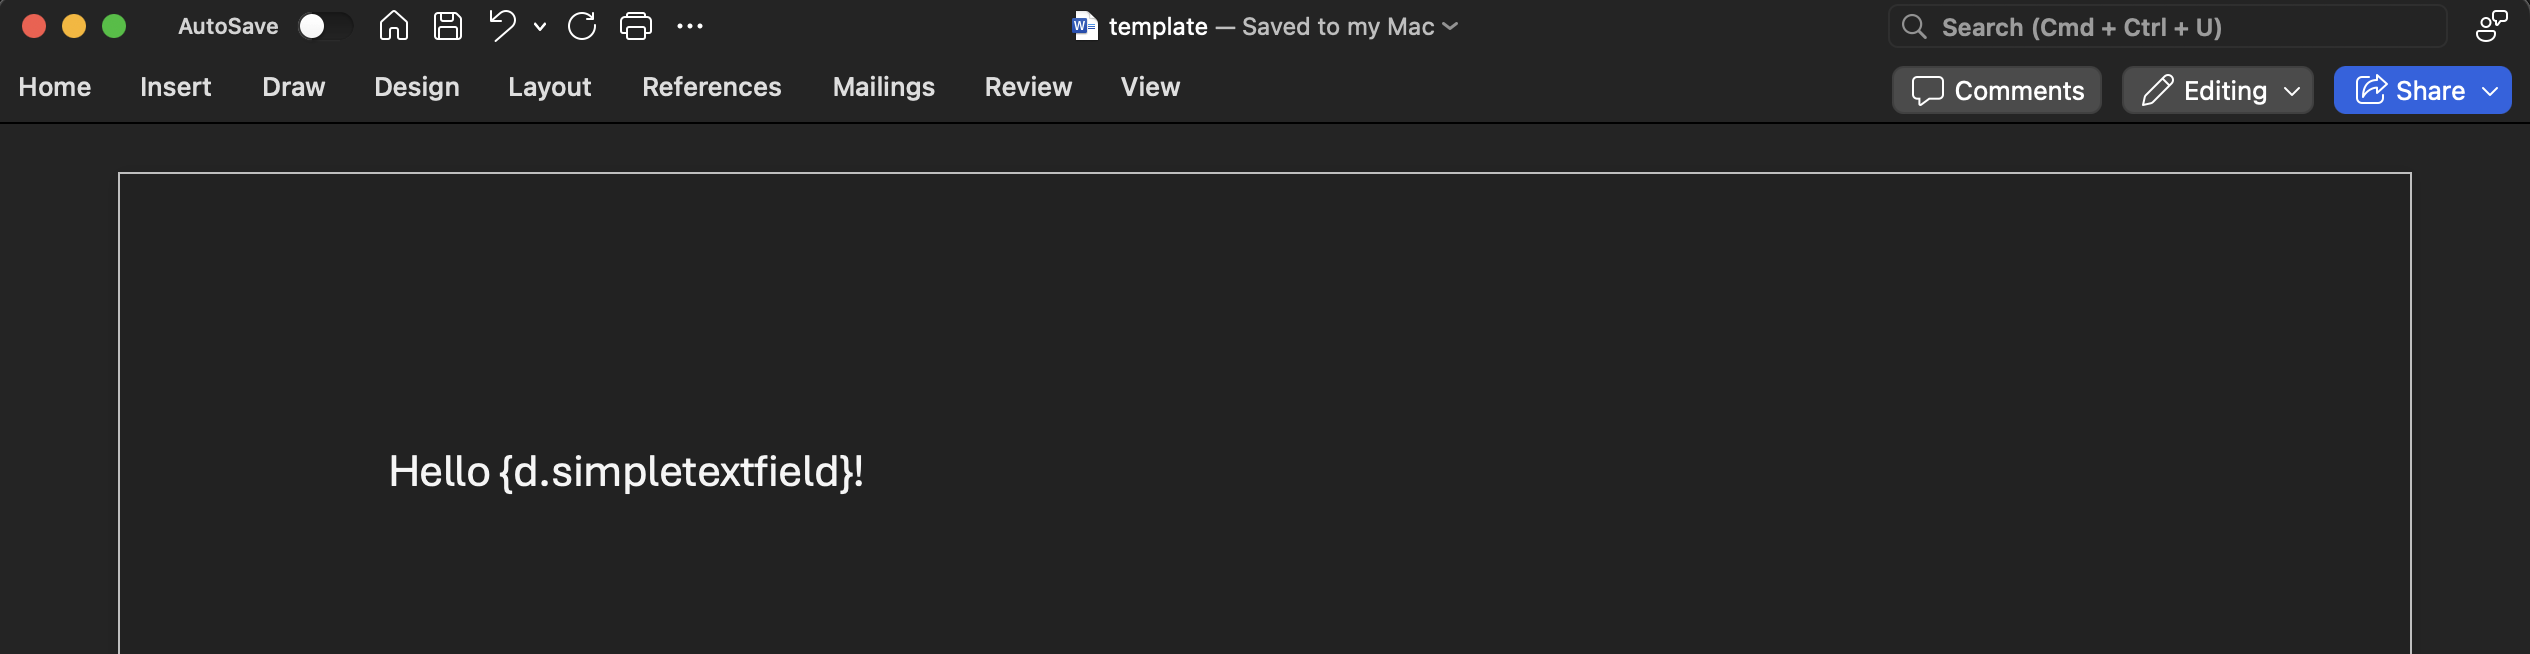 AutoSave
template — Saved to my Mac
Search (Cmd + Ctrl + U)
Home Insert Draw Design Layout References Mailings Review View
Comments Editing Share
Hello {d.simpletextfield}!